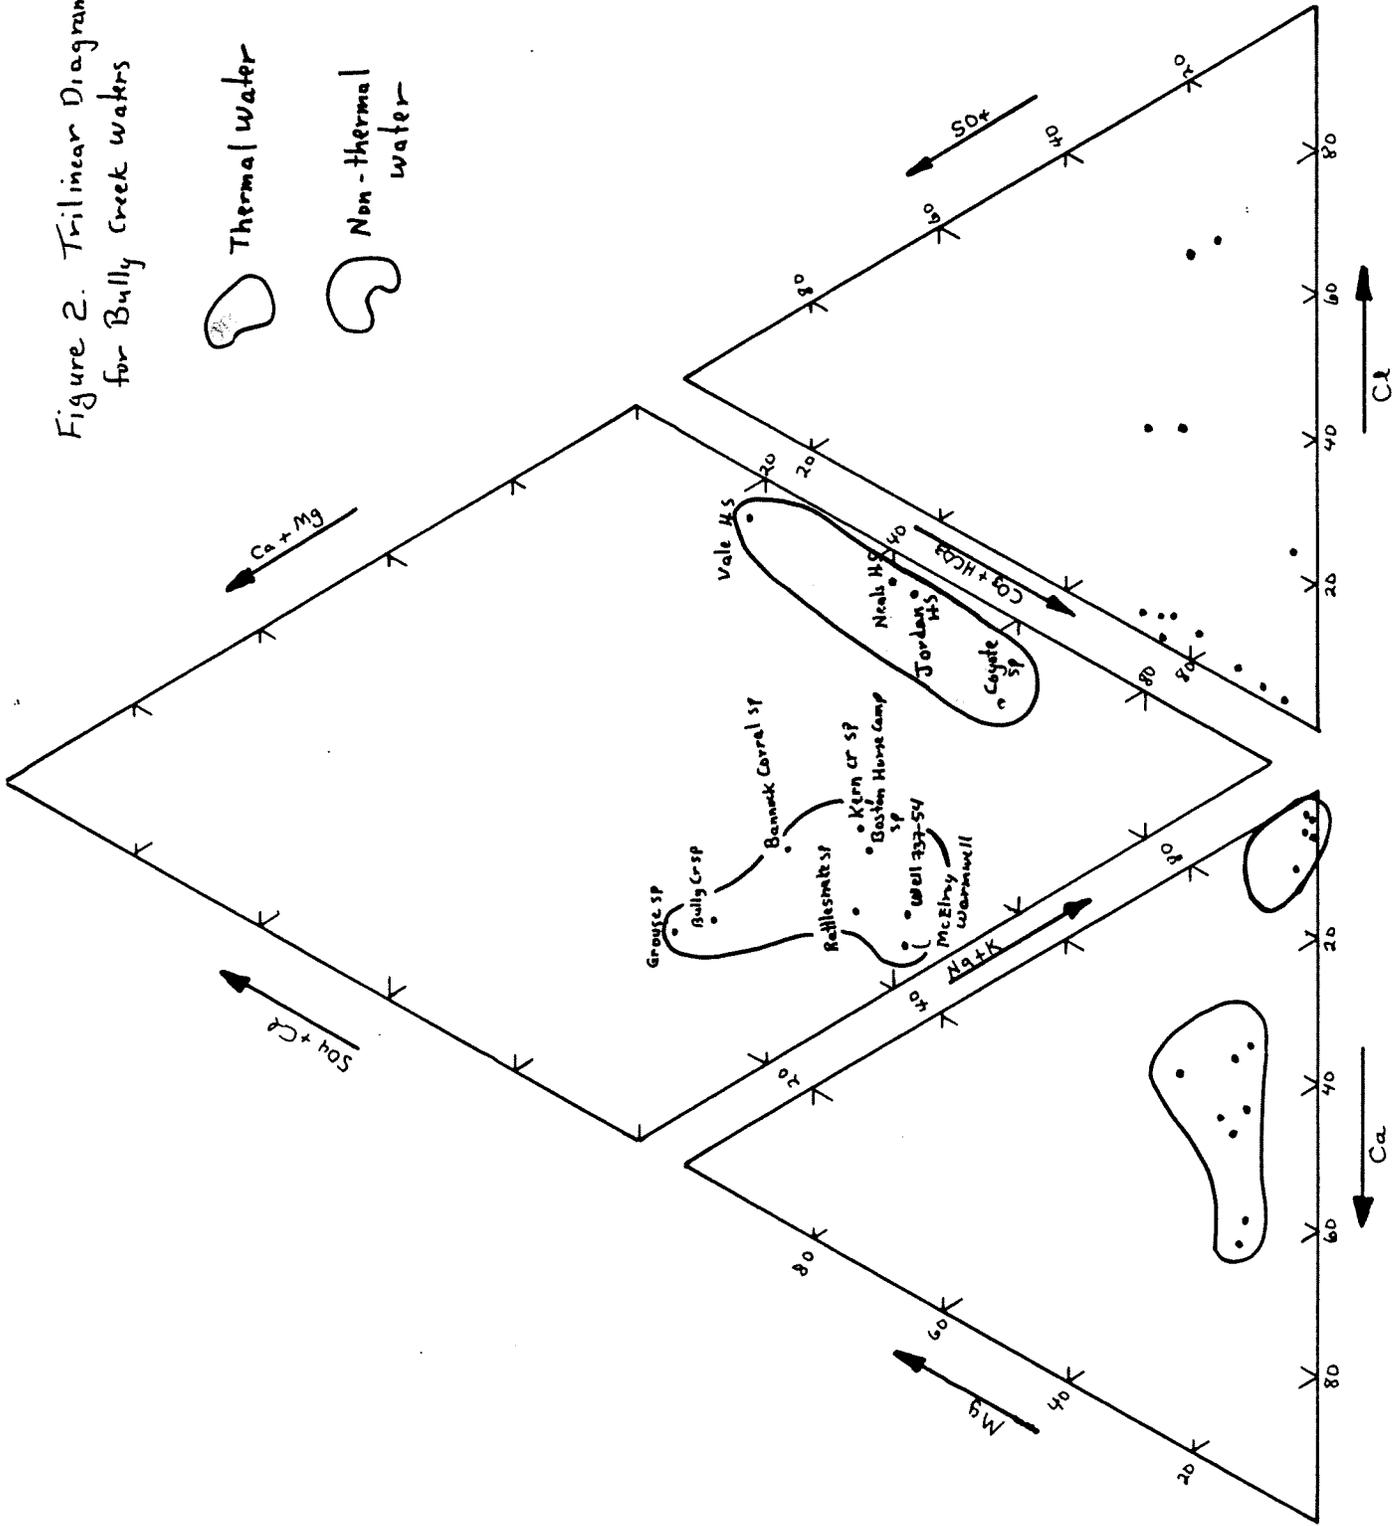 Figure 2. Trilinear Diagram
for Bully Creek Waters
Thermal Water
Non-thermal
water
Ca + Mg
SO4 + Cl
20
40
80
Vale HS
Neals HS
Jordan
HS
Coyote
sp
Bannock Corral sp
Kern cr sp
Boston Horse Camp
sp
Well 737-54
McElroy
Warmwell
Rattlesnake sp
Bully Cr sp
Grouse sp
CO3 + HCO3
Na + K
SO4
20
40
60
80
20
80
20
40
60
80
Cl
20
40
80
80
60
40
20
Mg
20
40
60
80
Ca